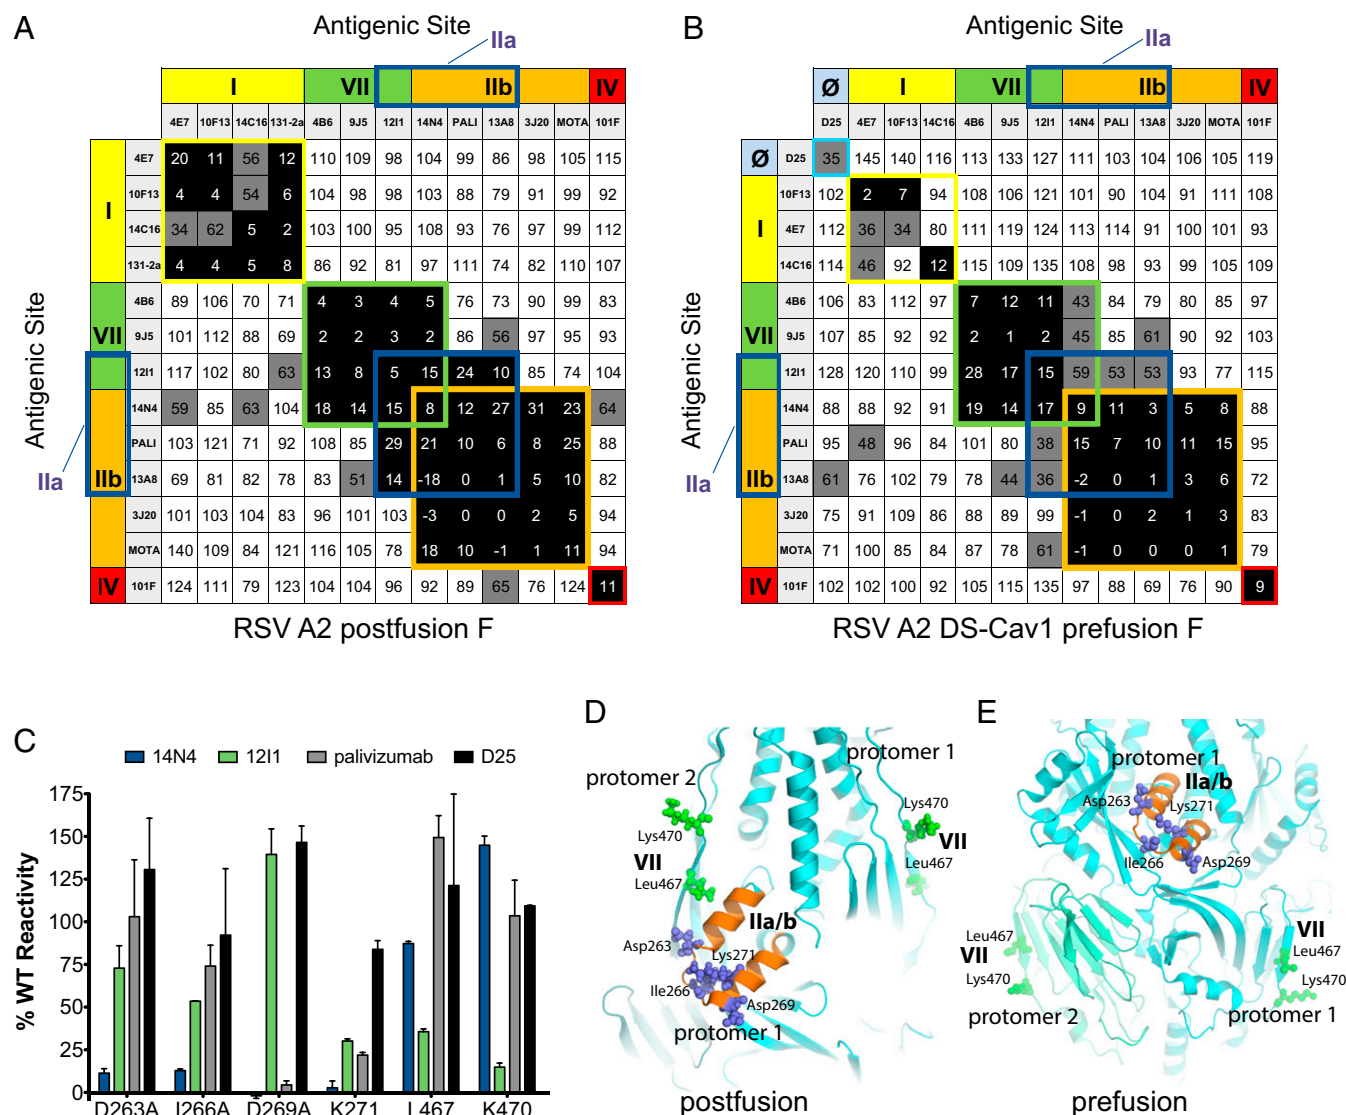 A
Antigenic Site
IIa
I VII IIb IV
4E7 10F13 14C16 131-2a 4B6 9J5 12I1 14N4 PALI 13A8 3J20 MOTA 101F
Antigenic Site
I
VII
IIa
IIb
IV
4E7 20 11 56 12 110 109 98 104 99 86 98 105 115
10F13 4 4 54 6 104 98 98 103 88 79 91 99 92
14C16 34 62 5 2 103 100 95 108 93 76 97 99 112
131-2a 4 4 5 8 86 92 81 97 111 74 82 110 107
4B6 89 106 70 71 4 3 4 5 76 73 90 99 83
9J5 101 112 88 69 2 2 3 2 86 56 97 95 93
12I1 117 102 80 63 13 8 5 15 24 10 85 74 104
14N4 59 85 63 104 18 14 15 8 12 27 31 23 64
PALI 103 121 71 92 108 85 29 21 10 6 8 25 88
13A8 69 81 82 78 83 51 14 -18 0 1 5 10 82
3J20 101 103 104 83 96 101 103 -3 0 0 2 5 94
MOTA 140 109 84 121 116 105 78 18 10 -1 1 11 94
101F 124 111 79 123 104 104 96 92 89 65 76 124 11
RSV A2 postfusion F
B
Antigenic Site
IIa
Ø I VII IIb IV
D25 4E7 10F13 14C16 4B6 9J5 12I1 14N4 PALI 13A8 3J20 MOTA 101F
Antigenic Site
Ø
I
VII
IIa
IIb
IV
D25 35 145 140 116 113 133 127 111 103 104 106 105 119
10F13 102 2 7 94 108 106 121 101 90 104 91 111 108
4E7 112 36 34 80 111 119 124 113 114 91 100 101 93
14C16 114 46 92 12 115 109 135 108 98 93 99 105 109
4B6 106 83 112 97 7 12 11 43 84 79 80 85 97
9J5 107 85 92 92 2 1 2 45 85 61 90 92 103
12I1 128 120 110 99 28 17 15 59 53 53 93 77 115
14N4 88 88 92 91 19 14 17 9 11 3 5 8 88
PALI 95 48 96 84 101 80 38 15 7 10 11 15 95
13A8 61 76 102 79 78 44 36 -2 0 1 3 6 72
3J20 75 91 109 86 88 89 99 -1 0 2 1 3 83
MOTA 71 100 85 84 87 78 61 -1 0 0 0 1 79
101F 102 102 100 92 105 115 135 97 88 69 76 90 9
RSV A2 DS-Cav1 prefusion F
C
14N4 12I1 palivizumab D25
% WT Reactivity
175
150
125
100
75
50
25
0
D263A I266A D269A K271 L467 K470
D
protomer 1
protomer 2
Lys470
Lys470
VII
VII
Leu467
Leu467
IIa/b
Asp263
Lys271
Ile266
Asp269
protomer 1
postfusion
E
protomer 1
IIa/b
Asp263
Lys271
Ile266
Asp269
Leu467
VII
VII
Leu467
Lys470
Lys470
protomer 2
protomer 1
prefusion